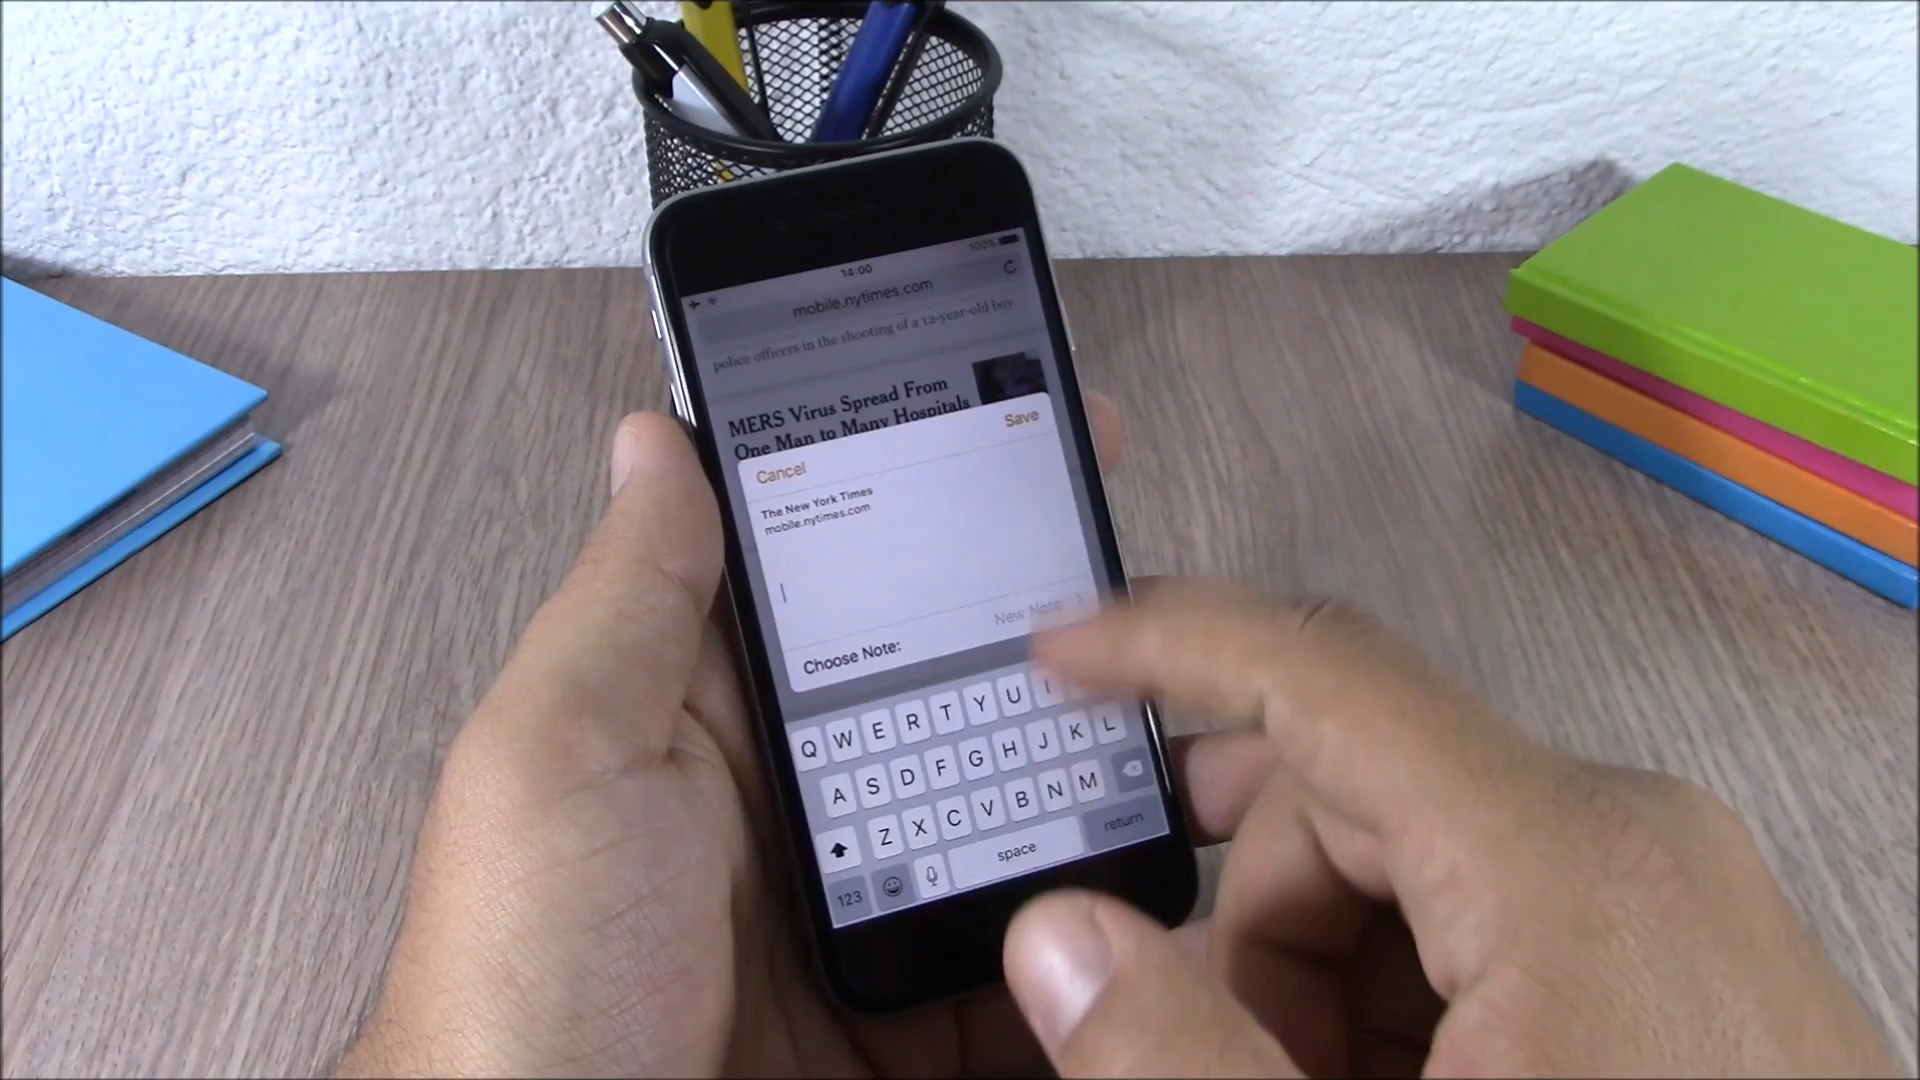 100%
14:00
mobile.nytimes.com
police officers in the shooting of a 12-year-old boy.
MERS Virus Spread From
One Man to Many Hospitals
Cancel
Save
The New York Times
mobile.nytimes.com
Choose Note:
New Note
Q W E R T Y U I
A S D F G H J K L
Z X C V B N M
123
space
return